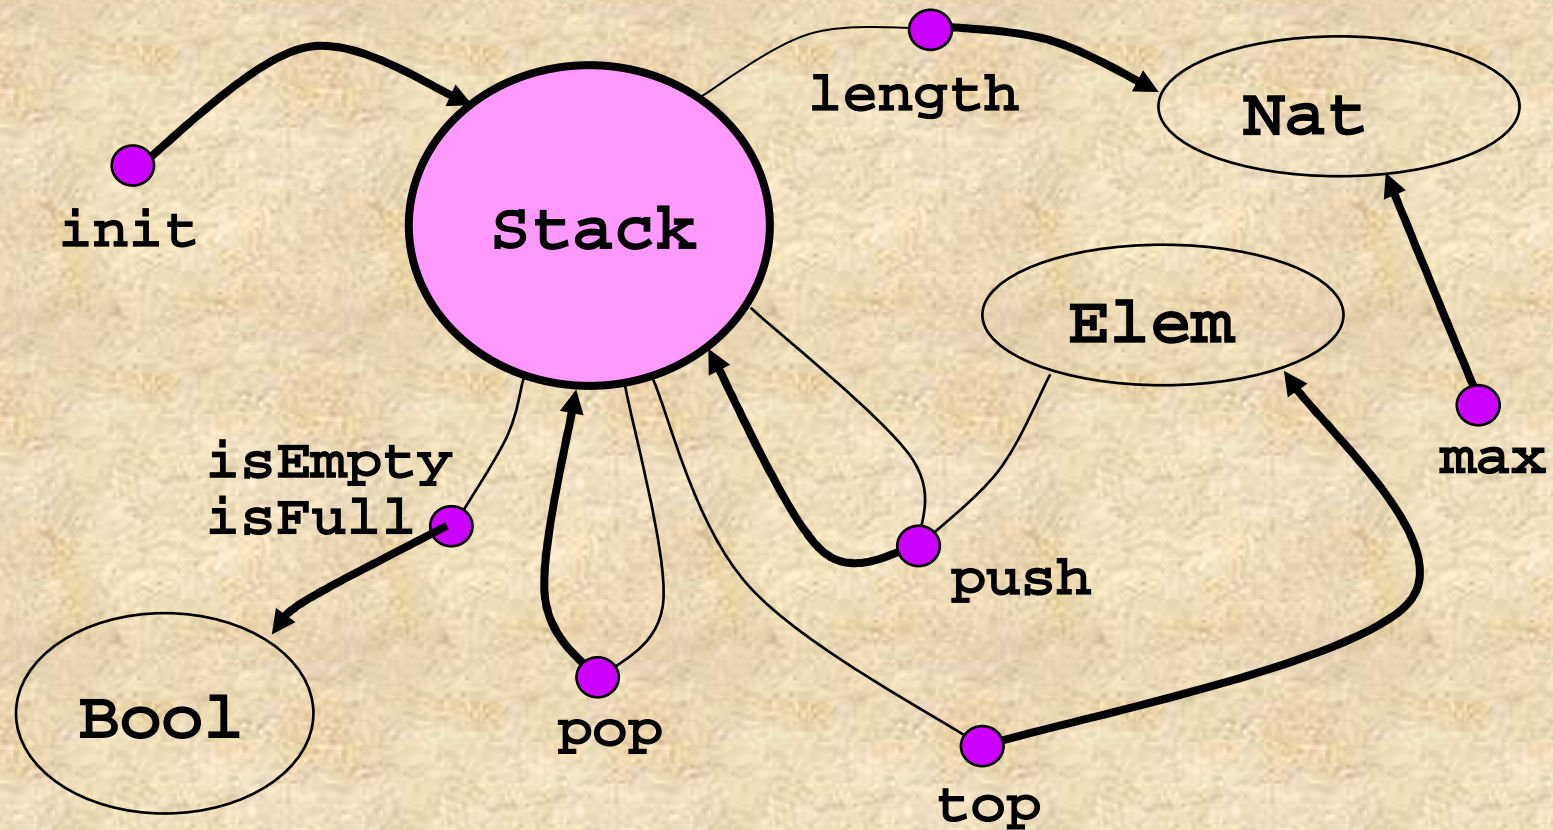 length
Nat
init
Stack
Elem
isEmpty
isFull
max
push
Bool
pop
top